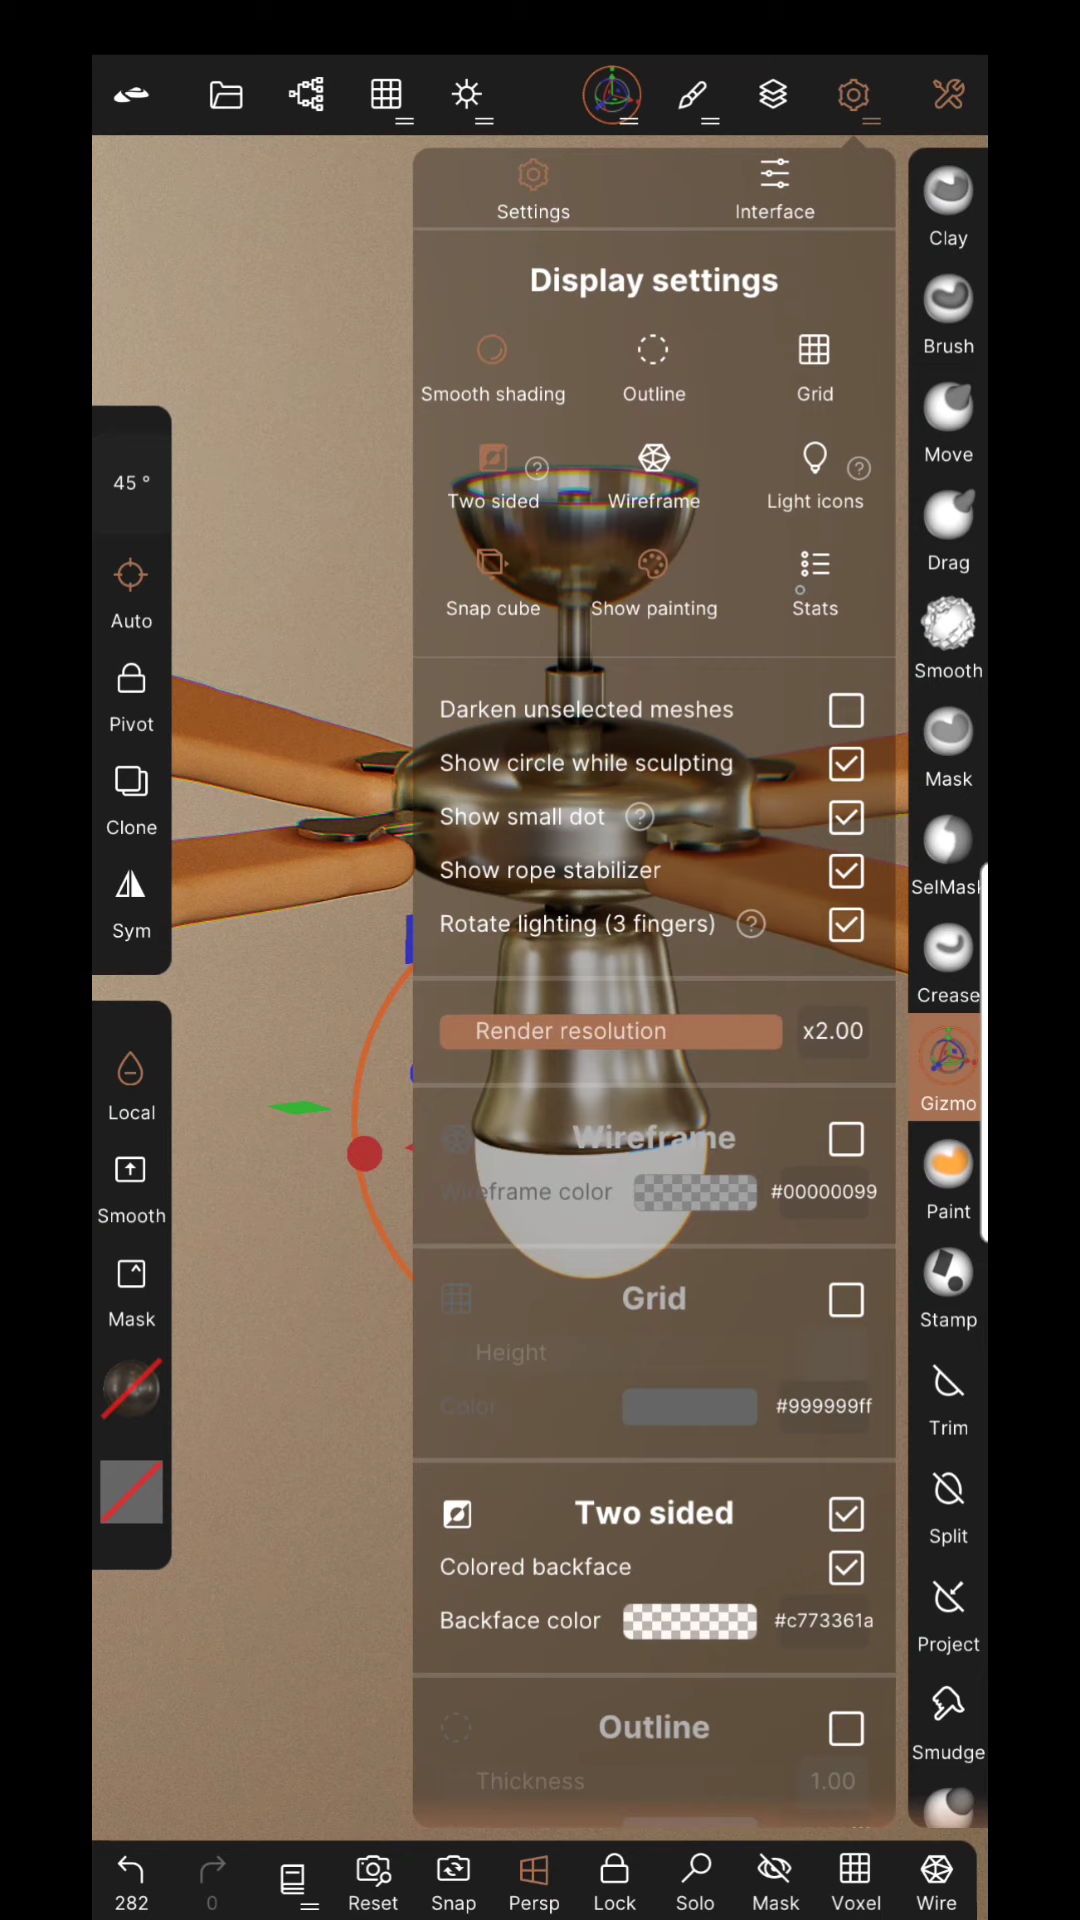 Settings
Interface
Display settings
Smooth shading
Outline
Grid
Two sided
Wireframe
Light icons
Snap cube
Show painting
Stats
Darken unselected meshes
Show circle while sculpting
Show small dot
Show rope stabilizer
Rotate lighting (3 fingers)
Render resolution
x2.00
Wireframe
Wireframe color
#00000099
Grid
Height
Color
#999999ff
Two sided
Colored backface
Backface color
#c773361a
Outline
Thickness
1.00
45 °
Auto
Pivot
Clone
Sym
Local
Smooth
Mask
Clay
Brush
Move
Drag
Smooth
Mask
SelMask
Crease
Gizmo
Paint
Stamp
Trim
Split
Project
Smudge
282
0
Reset
Snap
Persp
Lock
Solo
Mask
Voxel
Wire